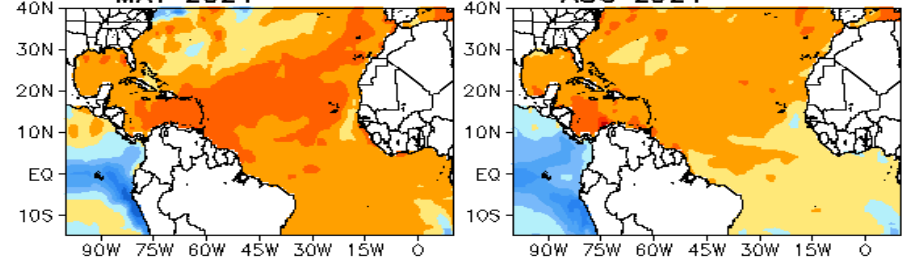 40N 40N
30N 30N
20N 20N
10N 10N
EQ EQ
10S 10S
90W 75W 60W 45W 30W 15W 0 90W 75W 60W 45W 30W 15W 0